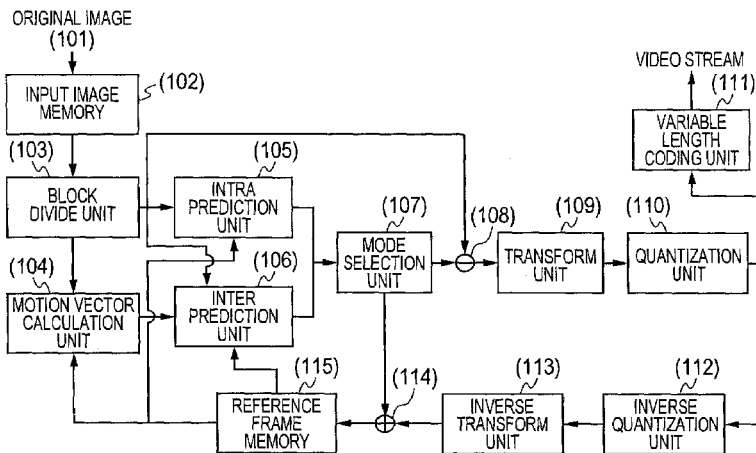 ORIGINAL IMAGE
(101)
INPUT IMAGE
MEMORY
(102)
(103)
BLOCK
DIVIDE UNIT
(104)
MOTION VECTOR
CALCULATION
UNIT
(105)
INTRA
PREDICTION
UNIT
(106)
INTER
PREDICTION
UNIT
(107)
MODE
SELECTION
UNIT
(108)
(109)
TRANSFORM
UNIT
(110)
QUANTIZATION
UNIT
VIDEO STREAM
(111)
VARIABLE
LENGTH
CODING UNIT
(115)
REFERENCE
FRAME
MEMORY
(114)
(113)
INVERSE
TRANSFORM
UNIT
(112)
INVERSE
QUANTIZATION
UNIT